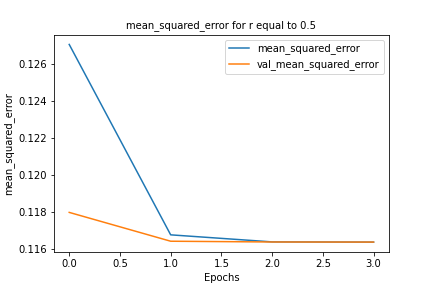 mean_squared_error for r equal to 0.5
mean_squared_error
val_mean_squared_error
0.126
0.124
0.122
0.120
0.118
0.116
mean_squared_error
0.0 0.5 1.0 1.5 2.0 2.5 3.0
Epochs